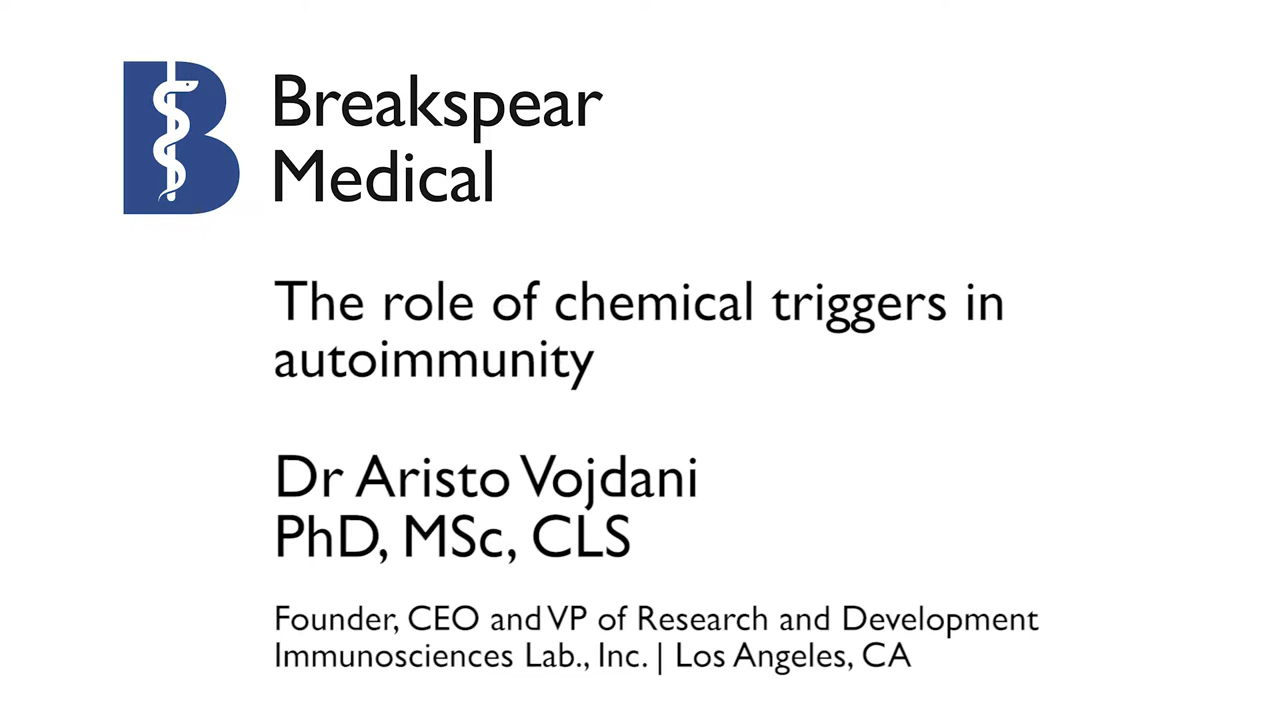 Breakspear
Medical
The role of chemical triggers in
autoimmunity
Dr Aristo Vojdani
PhD, MSc, CLS
Founder, CEO and VP of Research and Development
Immunosciences Lab., Inc. | Los Angeles, CA